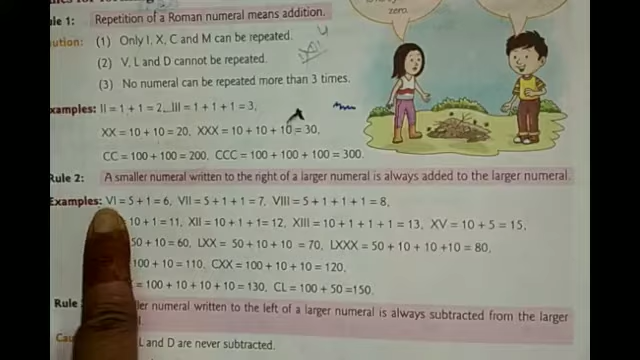 zero.
ule 1: Repetition of a Roman numeral means addition.
ution: (1) Only I, X, C and M can be repeated.
(2) V, L and D cannot be repeated.
(3) No numeral can be repeated more than 3 times.
xamples: II = 1 + 1 = 2, III = 1 + 1 + 1 = 3,
XX = 10 + 10 = 20, XXX = 10 + 10 + 10 = 30,
CC = 100 + 100 = 200, CCC = 100 + 100 + 100 = 300.
Rule 2: A smaller numeral written to the right of a larger numeral is always added to the larger numeral.
Examples: VI = 5 + 1 = 6, VII = 5 + 1 + 1 = 7, VIII = 5 + 1 + 1 + 1 = 8,
10 + 1 = 11, XII = 10 + 1 + 1 = 12, XIII = 10 + 1 + 1 + 1 = 13, XV = 10 + 5 = 15,
50 + 10 = 60, LXX = 50 + 10 + 10 = 70, LXXX = 50 + 10 + 10 + 10 = 80,
100 + 10 = 110, CXX = 100 + 10 + 10 = 120,
= 100 + 10 + 10 + 10 = 130, CL = 100 + 50 = 150.
Rule ller numeral written to the left of a larger numeral is always subtracted from the larger
l.
Cau L and D are never subtracted.